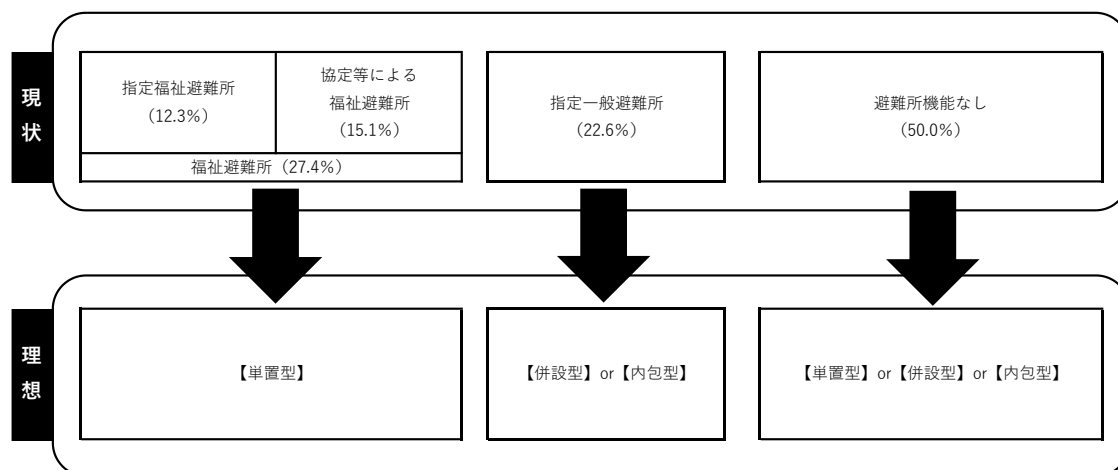 現状
指定福祉避難所
（12.3%）
協定等による
福祉避難所
（15.1%）
福祉避難所（27.4%）
指定一般避難所
（22.6%）
避難所機能なし
（50.0%）
理想
【単置型】
【併設型】or【内包型】
【単置型】or【併設型】or【内包型】